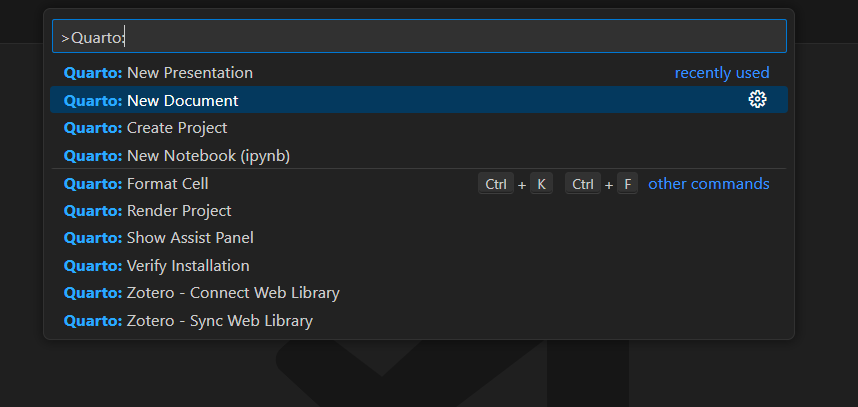 >Quarto:
Quarto: New Presentation recently used
Quarto: New Document
Quarto: Create Project
Quarto: New Notebook (ipynb)
Quarto: Format Cell Ctrl + K Ctrl + F other commands
Quarto: Render Project
Quarto: Show Assist Panel
Quarto: Verify Installation
Quarto: Zotero - Connect Web Library
Quarto: Zotero - Sync Web Library